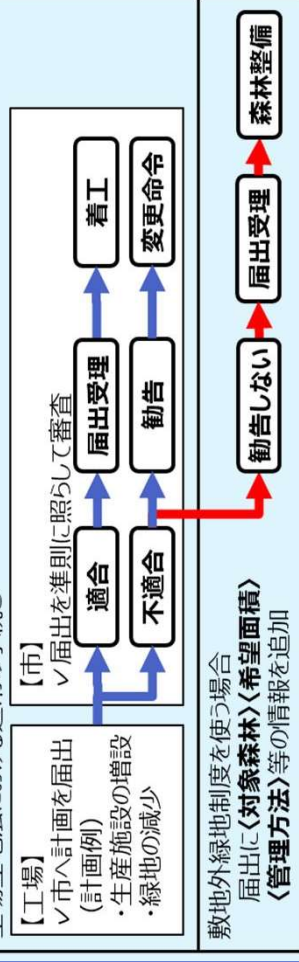 【工場】
✓市へ計画を届出
(計画例)
・生産施設の増設
・緑地の減少
【市】
✓届出を準則に照らして審査
適合
届出受理
着工
不適合
勧告
変更命令
敷地外緑地制度を使う場合
届出に〈対象森林〉〈希望面積〉
〈管理方法〉等の情報を追加
勧告しない
届出受理
森林整備